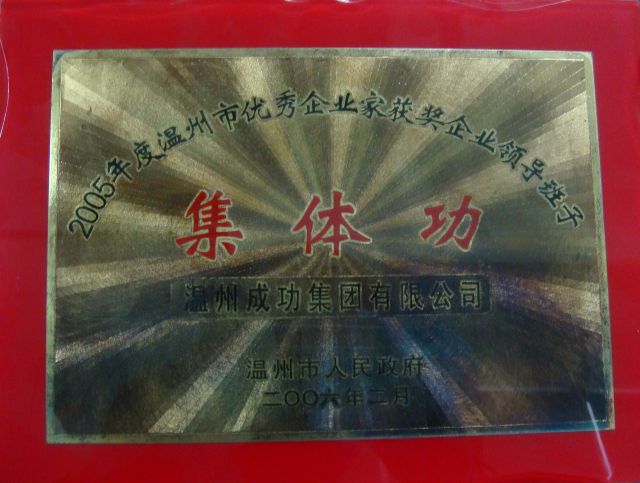 2005年度温州市优秀企业家获奖企业领导班子
集体功
温州成功集团有限公司
温州市人民政府
二〇〇六年二月